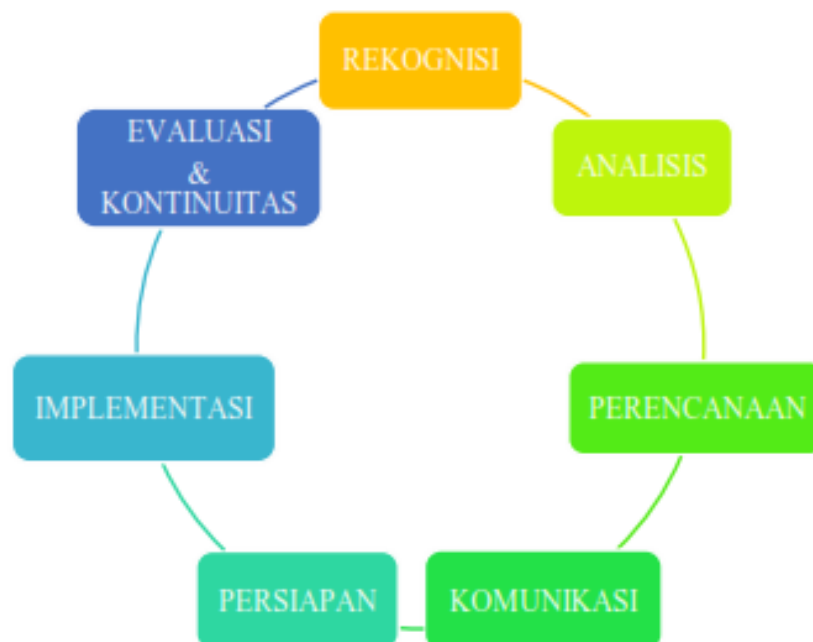 REKOGNISI
ANALISIS
PERENCANAAN
KOMUNIKASI
PERSIAPAN
IMPLEMENTASI
EVALUASI
&
KONTINUITAS